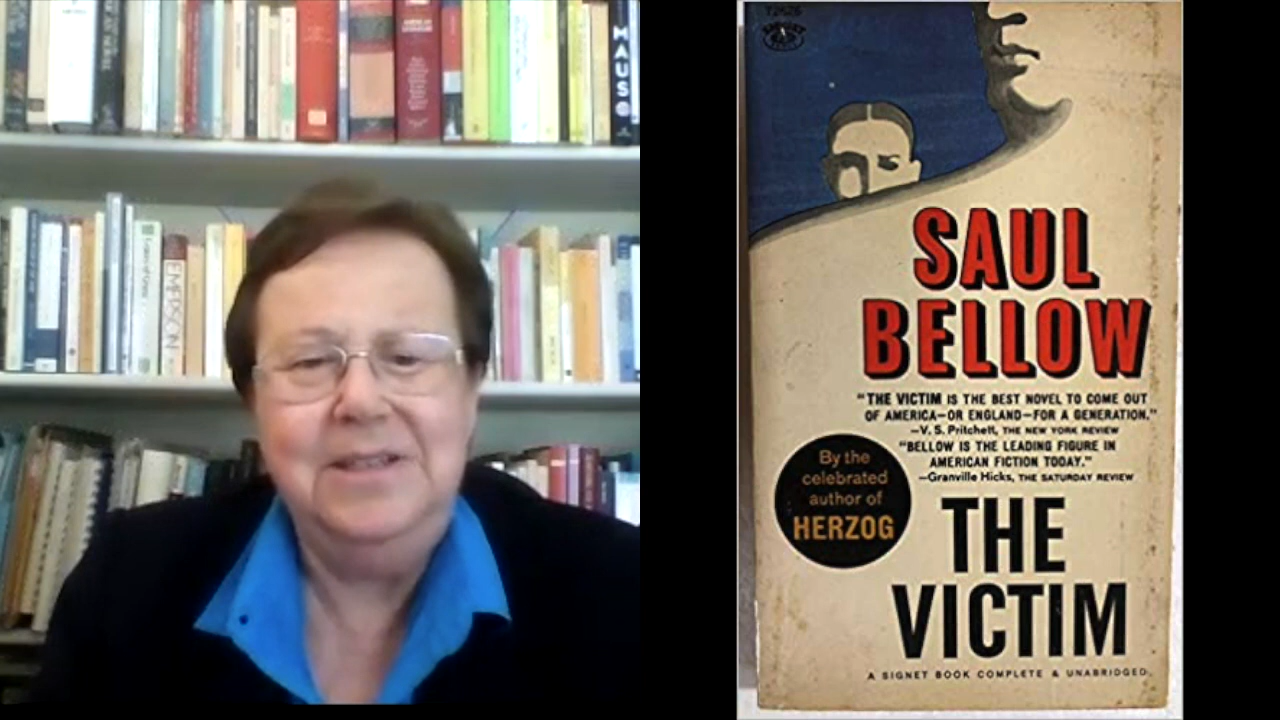 MAUS
EMERSON
T2525
SIGNET
SAUL
BELLOW
"THE VICTIM IS THE BEST NOVEL TO COME OUT
OF AMERICA—OR ENGLAND—FOR A GENERATION."
—V. S. Pritchett, THE NEW YORK REVIEW
"BELLOW IS THE LEADING FIGURE IN
AMERICAN FICTION TODAY."
—Granville Hicks, THE SATURDAY REVIEW
By the
celebrated
author of
HERZOG
THE
VICTIM
A SIGNET BOOK COMPLETE & UNABRIDGED